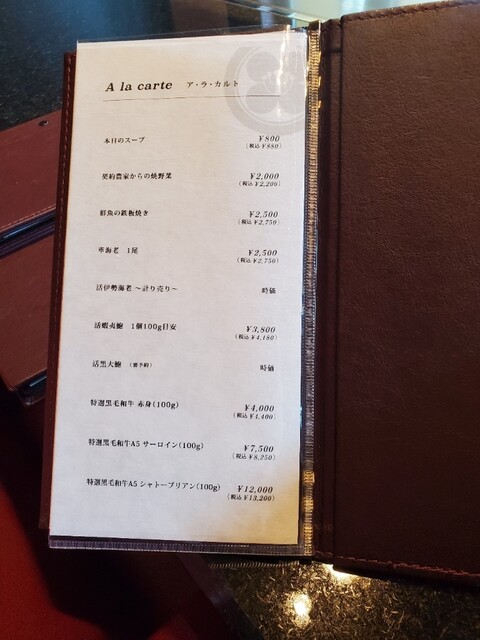 A la carte ア・ラ・カルト
本日のスープ ¥800
(税込 ¥880)
契約農家からの焼野菜 ¥2,000
(税込 ¥2,200)
鮮魚の鉄板焼き ¥2,500
(税込 ¥2,750)
車海老 1尾 ¥2,500
(税込 ¥2,750)
活伊勢海老 〜計り売り〜 時価
活蝦夷鮑 1個100g目安 ¥3,800
(税込 ¥4,180)
活黒大鮑 (要予約) 時価
特選黒毛和牛 赤身(100g) ¥4,000
(税込 ¥4,400)
特選黒毛和牛A5 サーロイン(100g) ¥7,500
(税込 ¥8,250)
特選黒毛和牛A5 シャトーブリアン(100g) ¥12,000
(税込 ¥13,200)